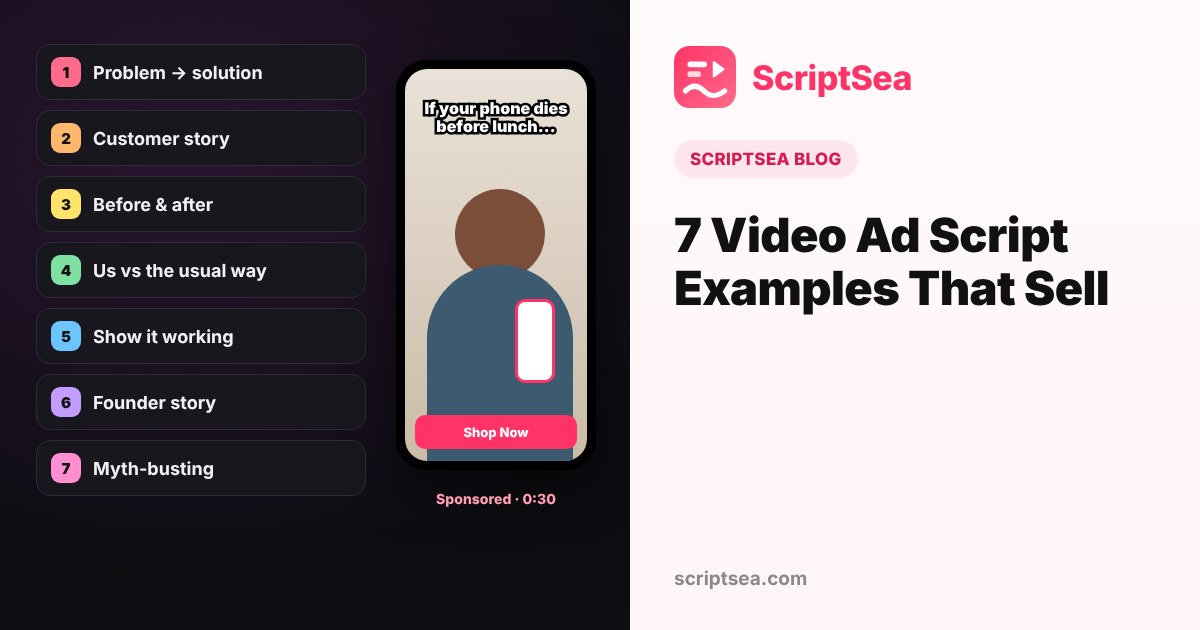 1 Problem → solution
2 Customer story
3 Before & after
4 Us vs the usual way
5 Show it working
6 Founder story
7 Myth-busting
If your phone dies
before lunch...
Shop Now
Sponsored · 0:30
ScriptSea
SCRIPTSEA BLOG
7 Video Ad Script
Examples That Sell
scriptsea.com